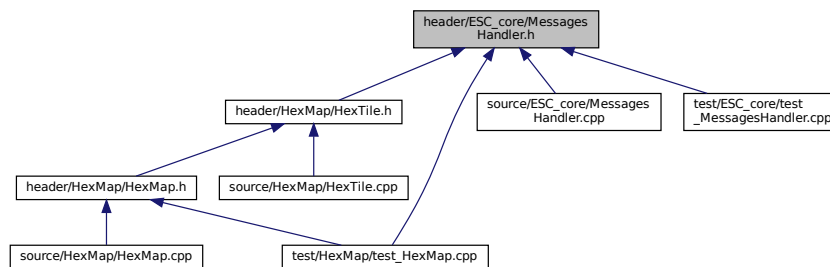 header/ESC_core/Messages
Handler.h
header/HexMap/HexTile.h
source/ESC_core/Messages
Handler.cpp
test/ESC_core/test
_MessagesHandler.cpp
header/HexMap/HexMap.h
source/HexMap/HexTile.cpp
source/HexMap/HexMap.cpp
test/HexMap/test_HexMap.cpp